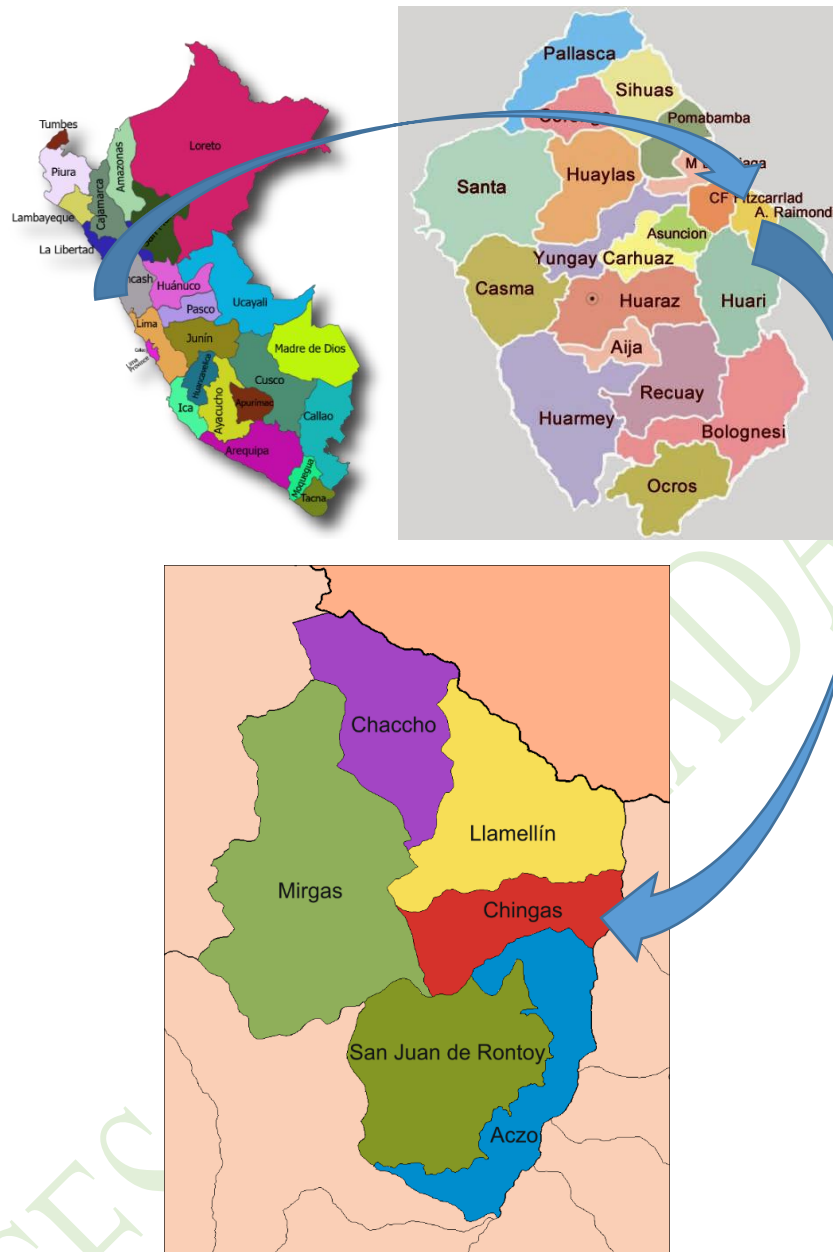 Tumbes
Piura
Lambayeque
La Libertad
Cajamarca
Amazonas
Loreto
Huánuco
Pasco
Ucayali
Lima
Junín
Madre de Dios
Huancavelica
Cusco
Ica
Ayacucho
Apurimac
Callao
Arequipa
Moquegua
Tacna
Pallasca
Sihuas
Pomabamba
Huaylas
Santa
CF Fitzcarrlad
A. Raimond
Asuncion
Yungay
Carhuaz
Casma
Huaraz
Huari
Aija
Recuay
Huarmey
Bolognesi
Ocros
Chaccho
Llamellín
Mirgas
Chingas
San Juan de Rontoy
Aczo